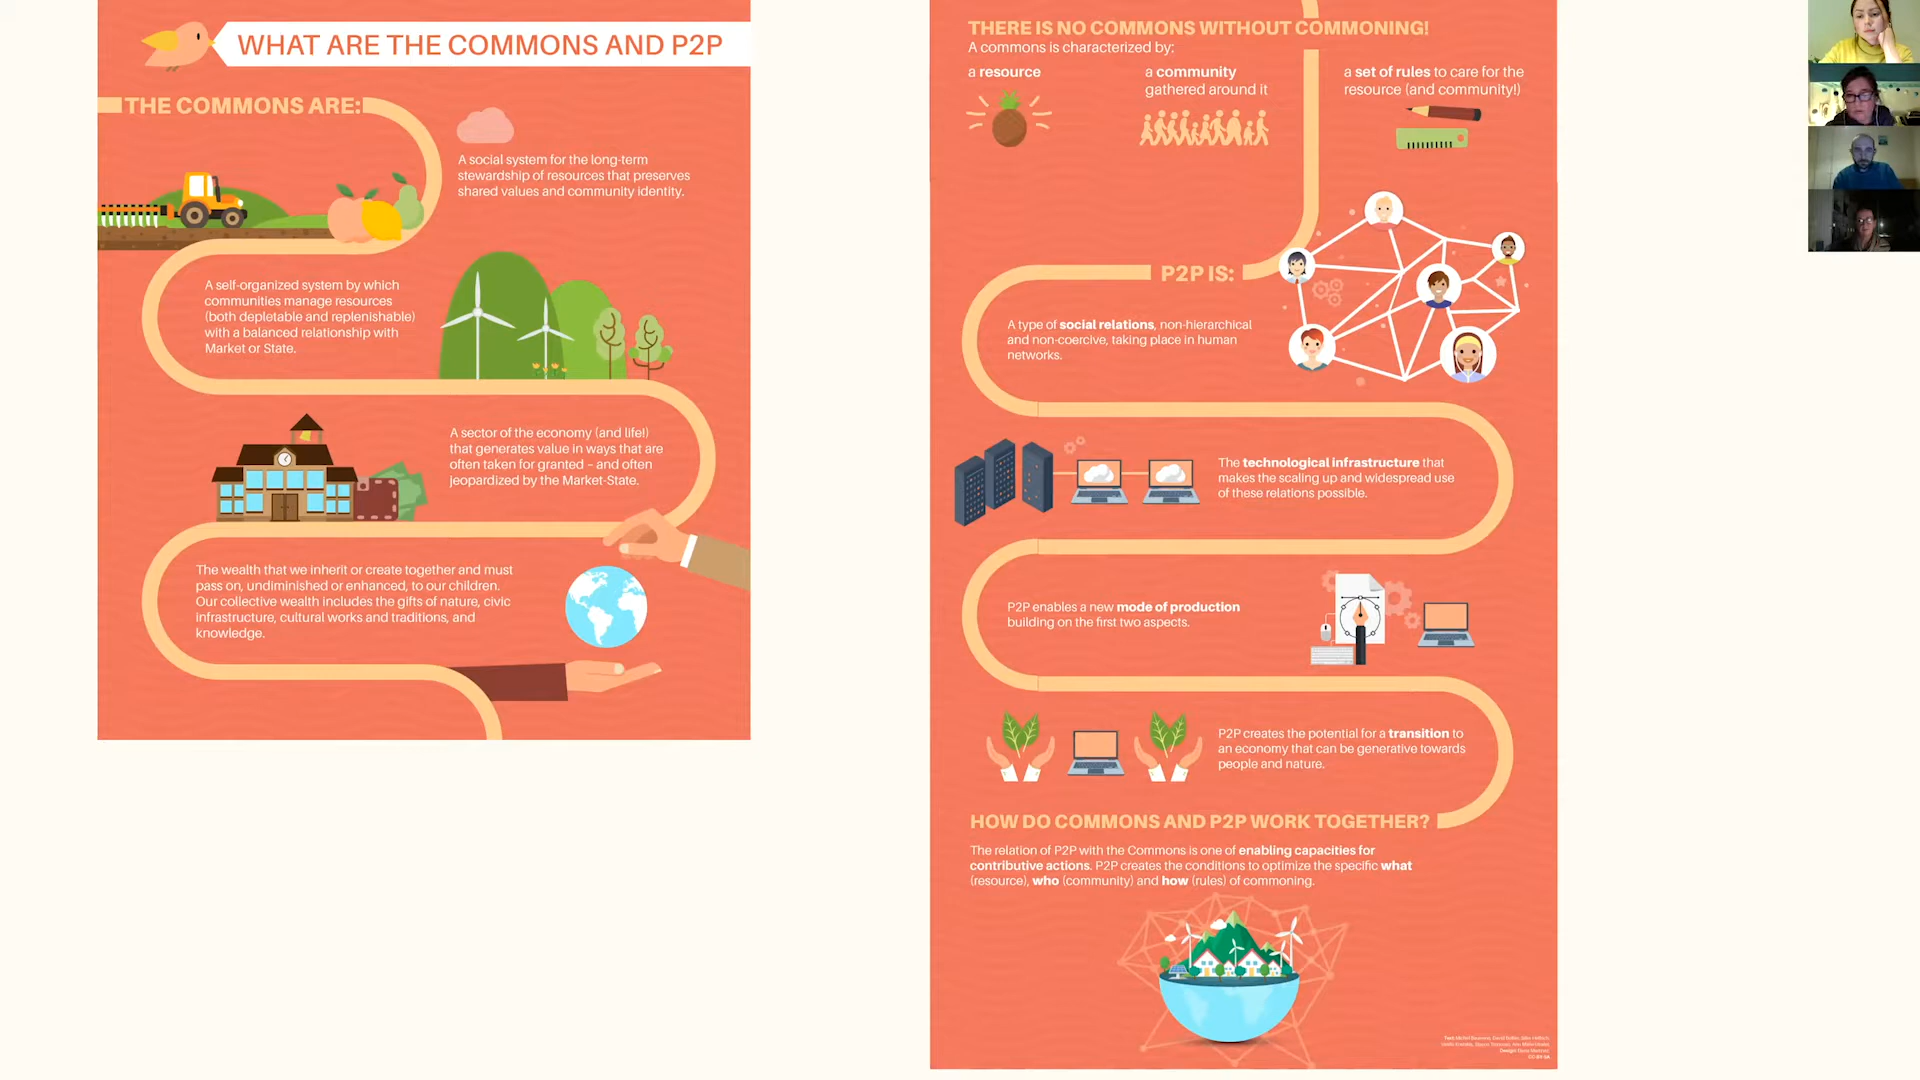 WHAT ARE THE COMMONS AND P2P
THE COMMONS ARE:
A social system for the long-term
stewardship of resources that preserves
shared values and community identity.
A self-organized system by which
communities manage resources
(both depletable and replenishable)
with a balanced relationship with
Market or State.
A sector of the economy (and life!)
that generates value in ways that are
often taken for granted – and often
jeopardized by the Market-State.
The wealth that we inherit or create together and must
pass on, undiminished or enhanced, to our children.
Our collective wealth includes the gifts of nature, civic
infrastructure, cultural works and traditions, and
knowledge.
THERE IS NO COMMONS WITHOUT COMMONING!
A commons is characterized by:
a resource
a community
gathered around it
a set of rules to care for the
resource (and community!)
P2P IS:
A type of social relations, non-hierarchical
and non-coercive, taking place in human
networks.
The technological infrastructure that
makes the scaling up and widespread use
of these relations possible.
P2P enables a new mode of production
building on the first two aspects.
P2P creates the potential for a transition to
an economy that can be generative towards
people and nature.
HOW DO COMMONS AND P2P WORK TOGETHER?
The relation of P2P with the Commons is one of enabling capacities for
contributive actions. P2P creates the conditions to optimize the specific what
(resource), who (community) and how (rules) of commoning.